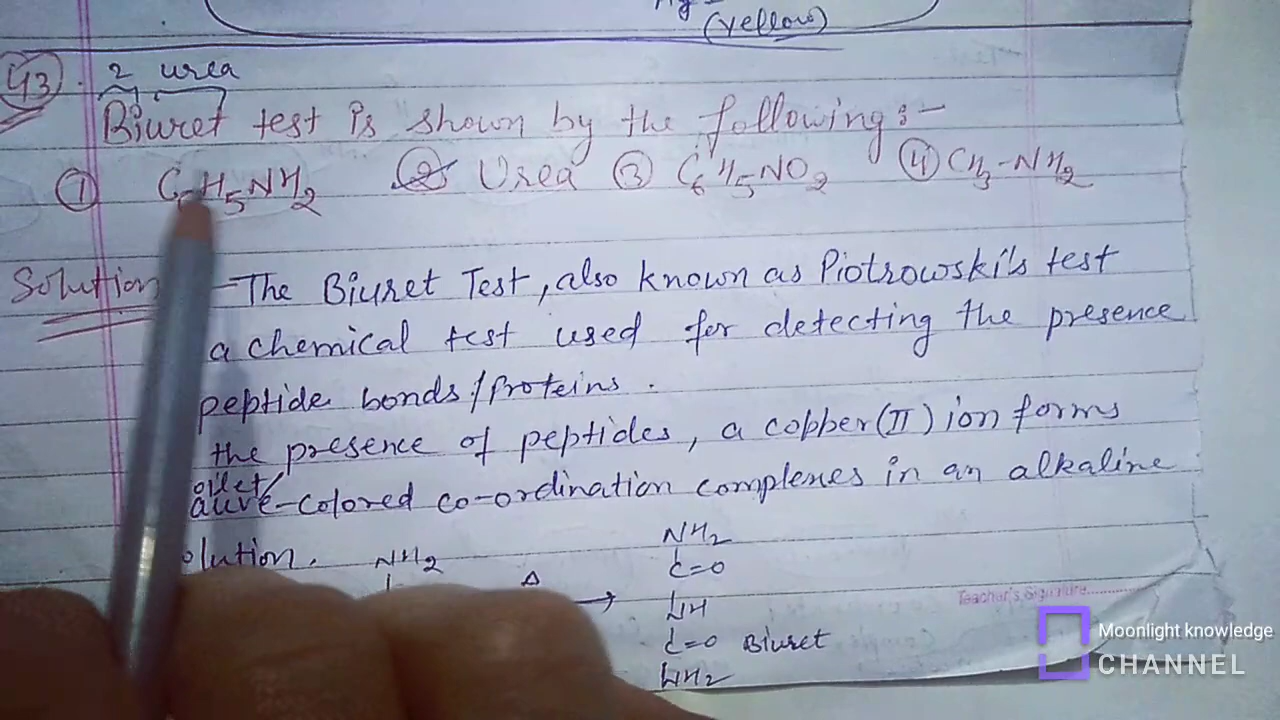 (yellow)
43. 2 urea
Biuret test is shown by the following :-
① C6H5NH2 ② Urea ③ C6H5NO2 ④ CH3-NH2
Solution -The Biuret Test, also known as Piotrowski's test
a chemical test used for detecting the presence
peptide bonds/Proteins.
the presence of peptides, a copper(II) ion forms
auve-colored co-ordination complexes in an alkaline
olution.
NH2
Δ
→
NH2
C=O
NH
C=O Biuret
NH2
Teacher's Signature..........
Moonlight knowledge
CHANNEL